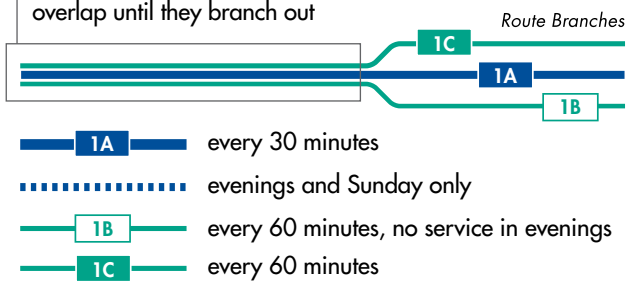 overlap until they branch out
Route Branches
1C
1A
1B
1A every 30 minutes
evenings and Sunday only
1B every 60 minutes, no service in evenings
1C every 60 minutes